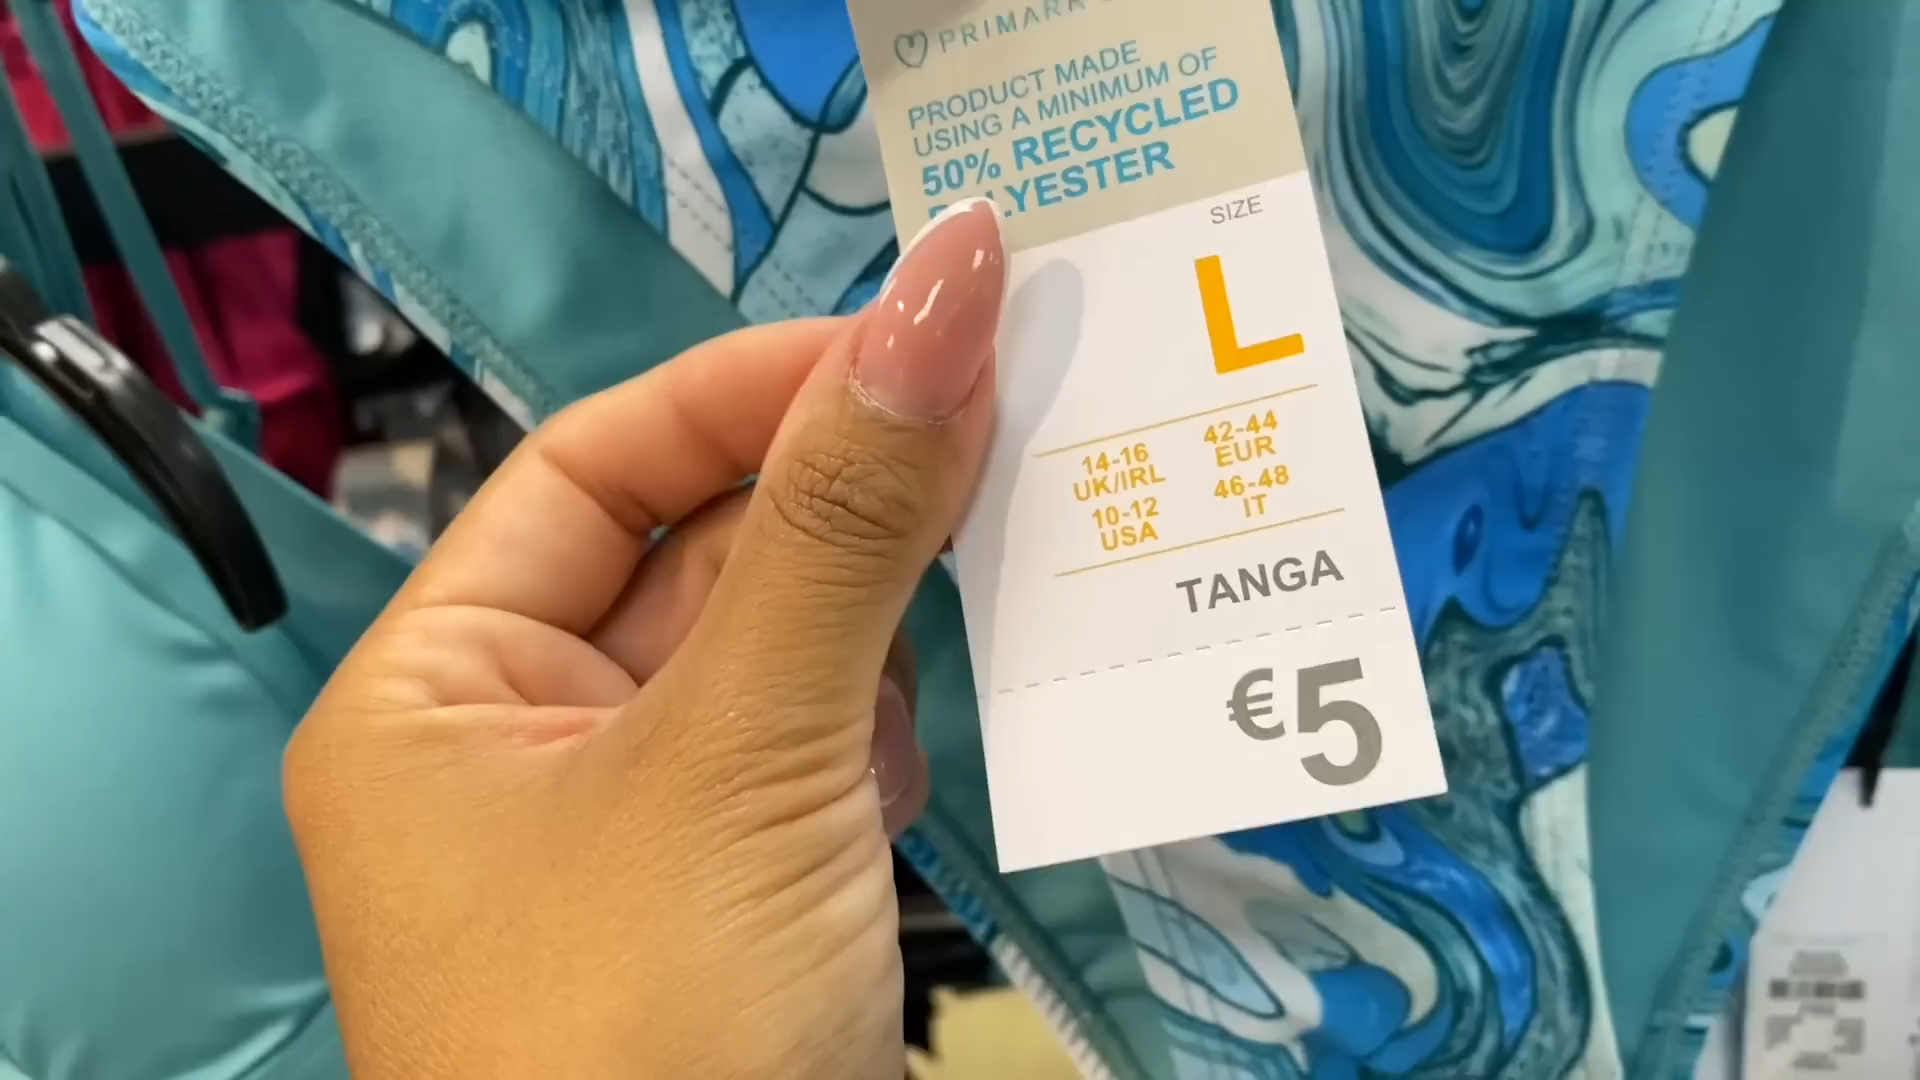 PRIMARK
PRODUCT MADE
USING A MINIMUM OF
50% RECYCLED
POLYESTER
SIZE
L
14-16
UK/IRL
42-44
EUR
10-12
USA
46-48
IT
TANGA
€5